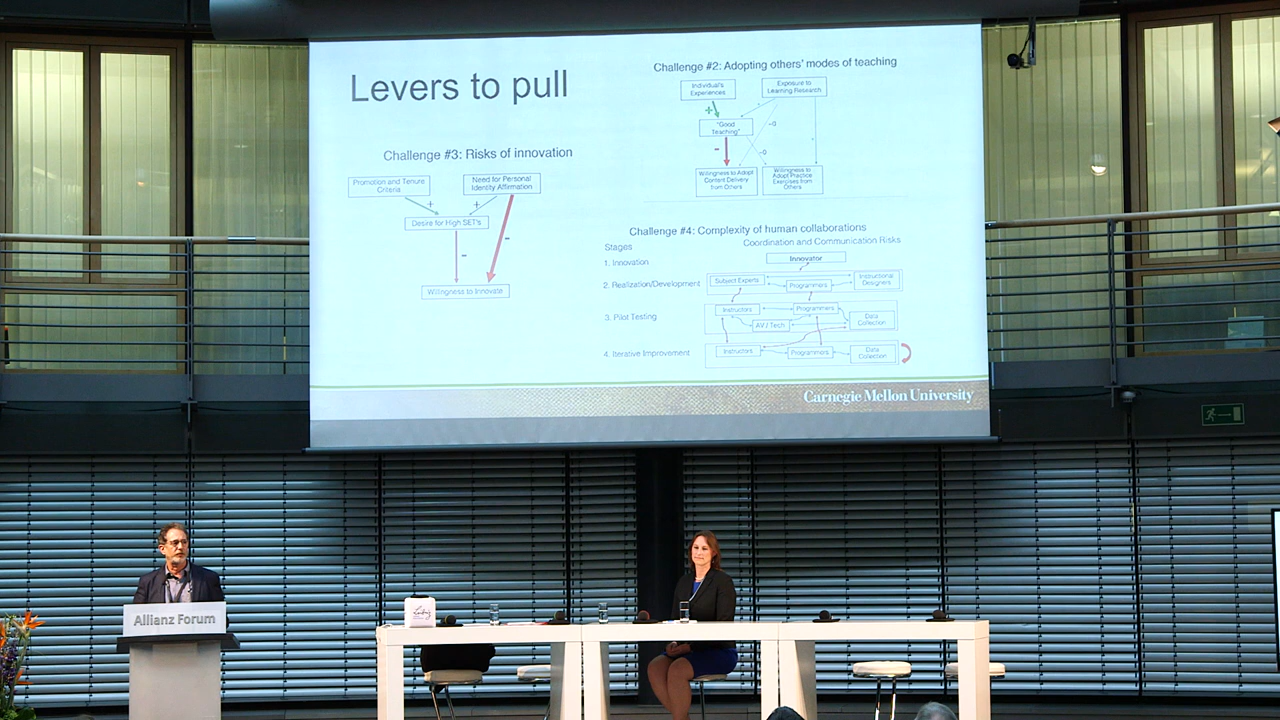 Levers to pull
Challenge #3: Risks of innovation
Promotion and Tenure
Criteria
Need for Personal
Identity Affirmation
+
+
Desire for High SET's
-
-
Willingness to Innovate
Challenge #2: Adopting others' modes of teaching
Individual's
Experiences
Exposure to
Learning Research
+
"Good
Teaching"
-
Willingness to Adopt
Content Delivery
from Others
Willingness to
Adopt Practice
Exercises from
Others
Challenge #4: Complexity of human collaborations
Stages
Coordination and Communication Risks
1. Innovation
Innovator
2. Realization/Development
Subject Experts
Programmers
Instructional
Designers
3. Pilot Testing
Instructors
Programmers
AV / Tech
Data
Collection
4. Iterative Improvement
Instructors
Programmers
Data
Collection
Carnegie Mellon University
Allianz Forum